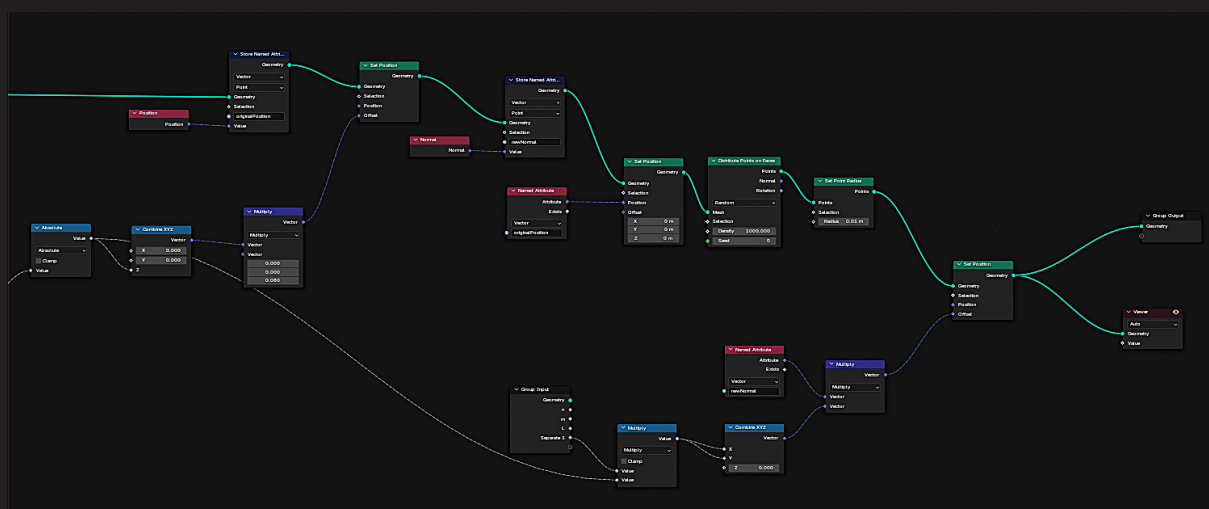 Store Named Attri...
Geometry
Vector
Point
Geometry
Selection
originalPosition
Value
Position
Position
Set Position
Geometry
Geometry
Selection
Position
Offset
Store Named Attri...
Geometry
Vector
Point
Geometry
Selection
newNormal
Value
Normal
Normal
Set Position
Geometry
Geometry
Selection
Position
Offset
X 0 m
Y 0 m
Z 0 m
Named Attribute
Attribute
Exists
Vector
originalPosition
Distribute Points on Faces
Points
Normal
Rotation
Random
Mesh
Selection
Density 1000.000
Seed 0
Set Point Radius
Points
Points
Selection
Radius 0.01 m
Absolute
Value
Absolute
Clamp
Value
Combine XYZ
Vector
X 0.000
Y 0.000
Z
Multiply
Vector
Multiply
Vector
Vector
0.000
0.000
Group Output
Geometry
Set Position
Geometry
Geometry
Selection
Position
Offset
Viewer
Auto
Geometry
Value
Named Attribute
Attribute
Exists
Vector
newNormal
Multiply
Vector
Multiply
Vector
Vector
Group Input
Geometry
m
L
Separate 1
Multiply
Value
Multiply
Clamp
Value
Value
Combine XYZ
Vector
X
Y
Z 0.000